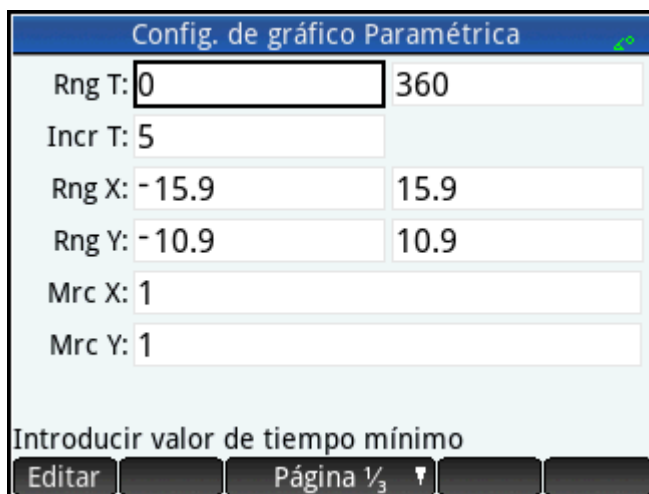 Config. de gráfico Paramétrica ∠°
Rng T: 0 360
Incr T: 5
Rng X: -15.9 15.9
Rng Y: -10.9 10.9
Mrc X: 1
Mrc Y: 1
Introducir valor de tiempo mínimo
Editar Página 1/3